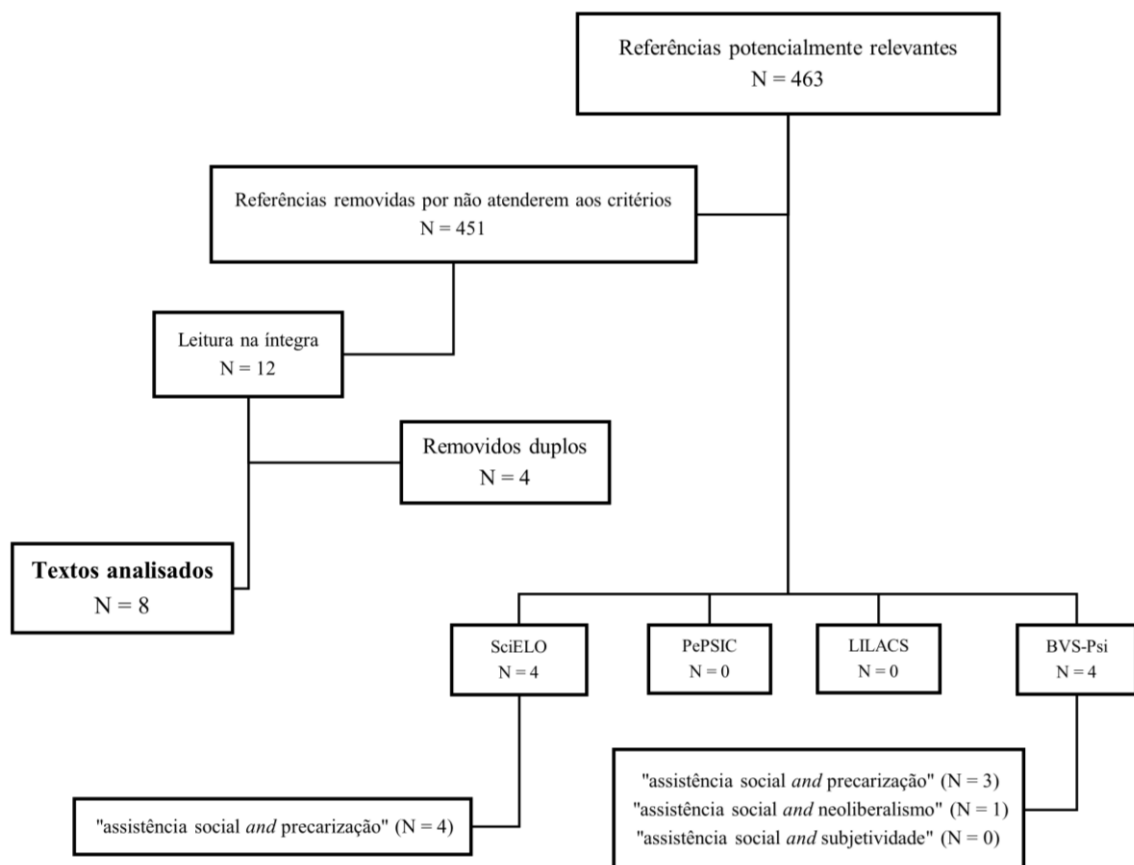 Referências potencialmente relevantes
N = 463
Referências removidas por não atenderem aos critérios
N = 451
Leitura na íntegra
N = 12
Removidos duplos
N = 4
Textos analisados
N = 8
SciELO
N = 4
PePSIC
N = 0
LILACS
N = 0
BVS-Psi
N = 4
"assistência social and precarização" (N = 4)
"assistência social and precarização" (N = 3)
"assistência social and neoliberalismo" (N = 1)
"assistência social and subjetividade" (N = 0)